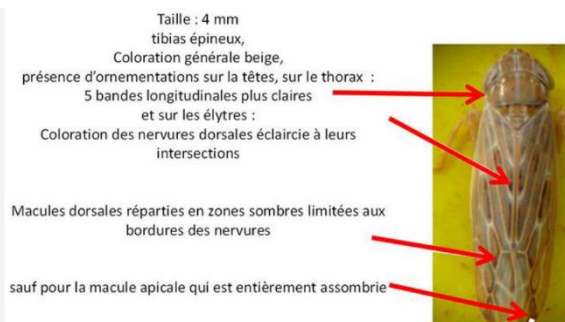 Taille : 4 mm
tibias épineux,
Coloration générale beige,
présence d'ornementations sur la têtes, sur le thorax :
5 bandes longitudinales plus claires
et sur les élytres :
Coloration des nervures dorsales éclaircie à leurs
intersections
Macules dorsales réparties en zones sombres limitées aux
bordures des nervures
sauf pour la macule apicale qui est entièrement assombrie